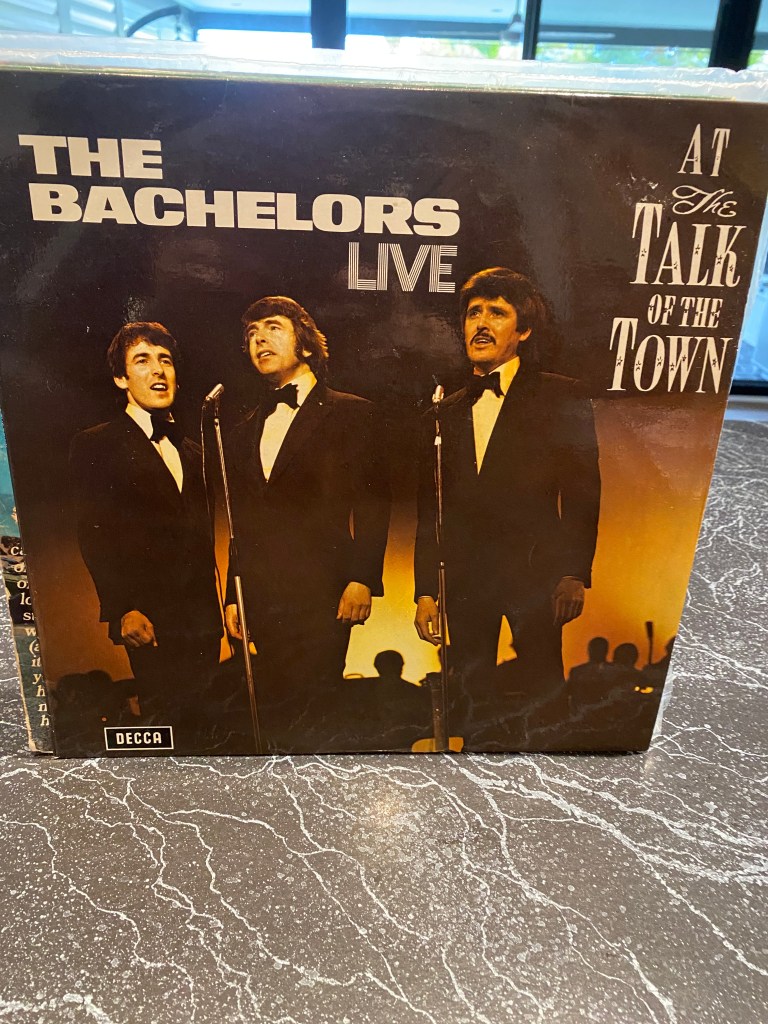 THE
BACHELORS
LIVE
AT
The
TALK
OF THE
TOWN
DECCA